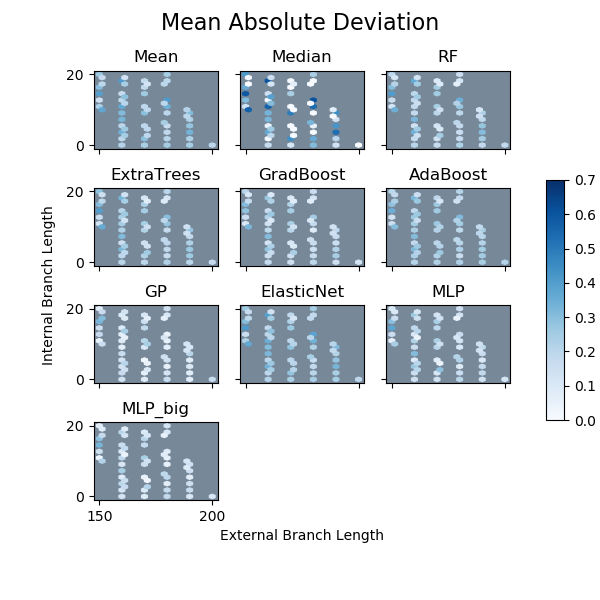 Mean Absolute Deviation
Mean Median RF
20
0
ExtraTrees GradBoost AdaBoost
20
0
GP ElasticNet MLP
20
0
MLP_big
20
0
150 200
Internal Branch Length
External Branch Length
0.7
0.6
0.5
0.4
0.3
0.2
0.1
0.0